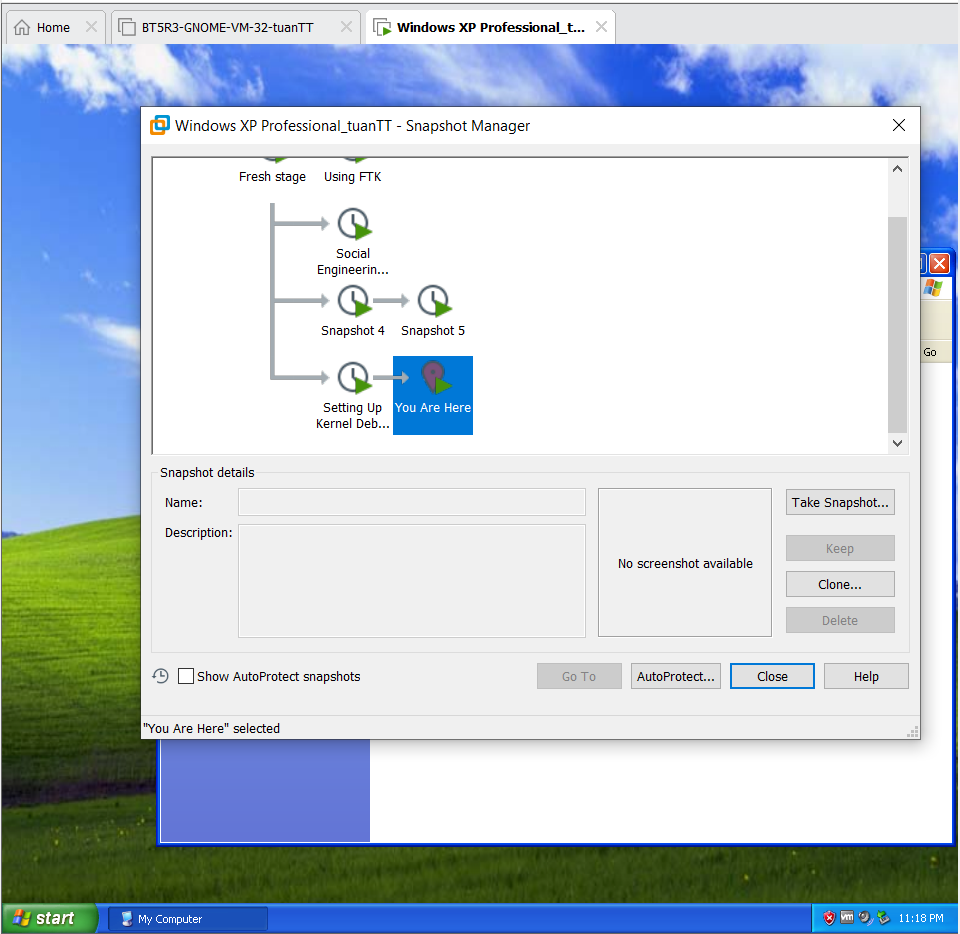 Home
BT5R3-GNOME-VM-32-tuanTT
Windows XP Professional_t...
Windows XP Professional_tuanTT - Snapshot Manager
Fresh stage
Using FTK
Social
Engineerin...
Snapshot 4
Snapshot 5
Setting Up
Kernel Deb...
You Are Here
Go
Snapshot details
Name:
Description:
No screenshot available
Take Snapshot...
Keep
Clone...
Delete
Show AutoProtect snapshots
Go To
AutoProtect...
Close
Help
"You Are Here" selected
start
My Computer
vm
11:18 PM